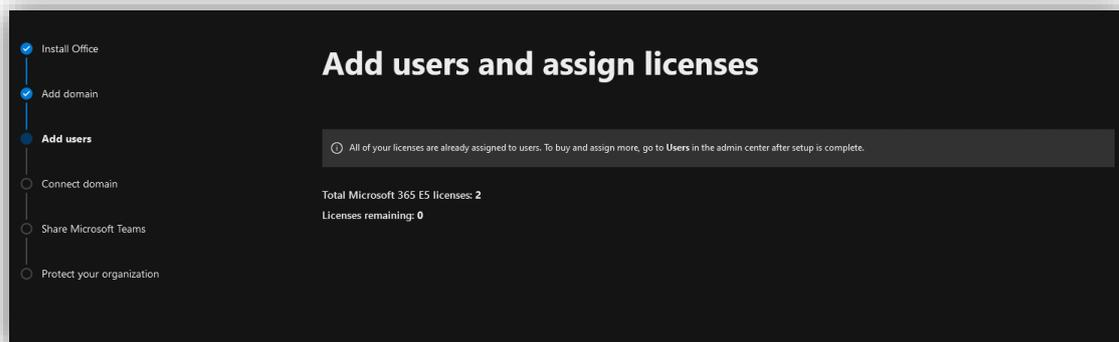 Install Office
Add domain
Add users
Connect domain
Share Microsoft Teams
Protect your organization
Add users and assign licenses
All of your licenses are already assigned to users. To buy and assign more, go to Users in the admin center after setup is complete.
Total Microsoft 365 E5 licenses: 2
Licenses remaining: 0